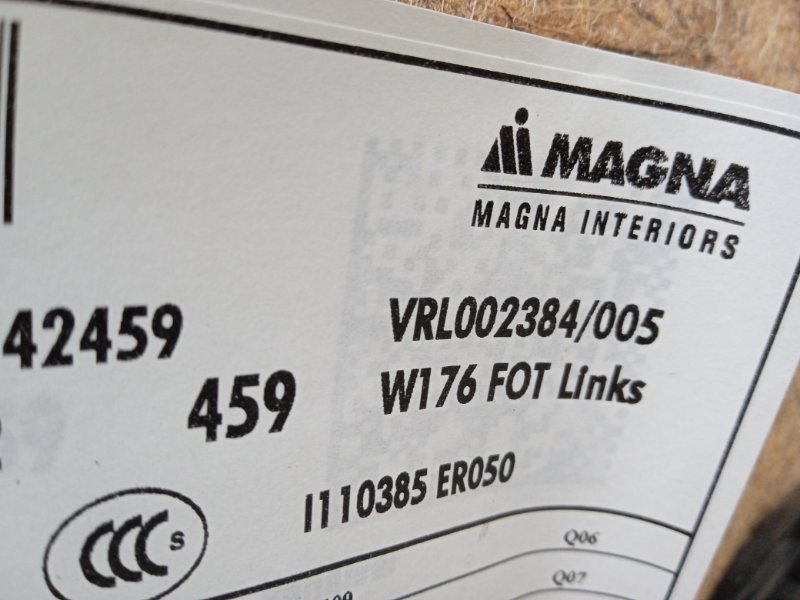 MAGNA
MAGNA INTERIORS
42459
VRL002384/005
459
W176 FOT Links
I110385 ER050
CCC S
Q06
Q07